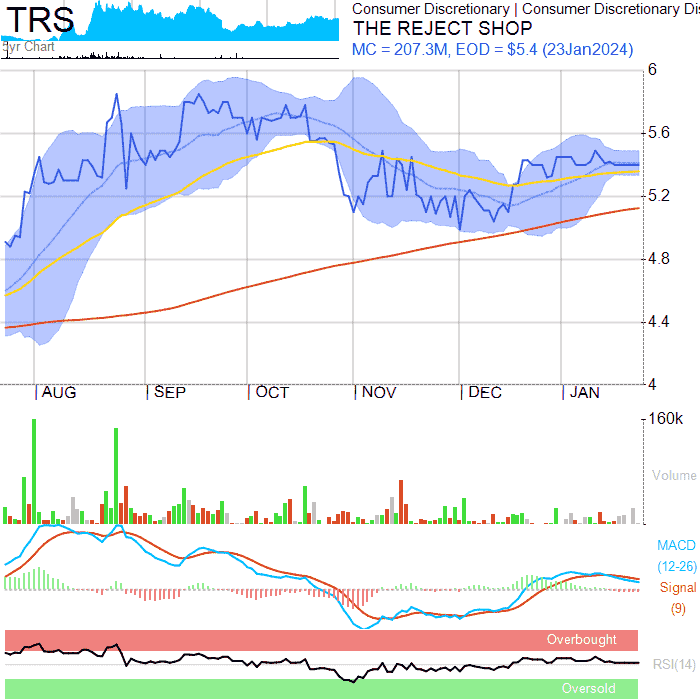 TRS
5yr Chart
Consumer Discretionary | Consumer Discretionary Dis
THE REJECT SHOP
MC = 207.3M, EOD = $5.4 (23Jan2024)
6
5.6
5.2
4.8
4.4
4
AUG
SEP
OCT
NOV
DEC
JAN
160k
Volume
MACD
(12-26)
Signal
(9)
Overbought
RSI(14)
Oversold